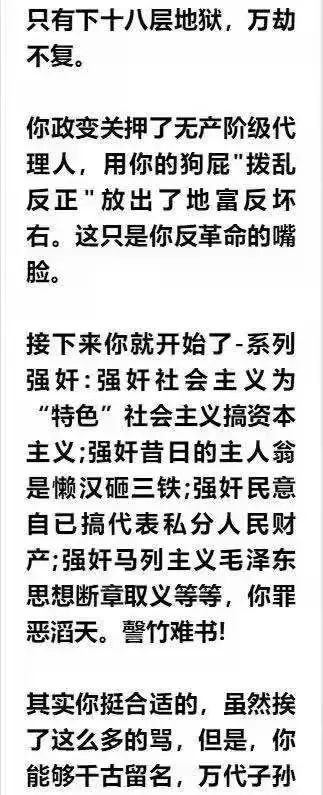 只有下十八层地狱，万劫
不复。
你政变关押了无产阶级代
理人，用你的狗屁"拨乱
反正"放出了地富反坏
右。这只是你反革命的嘴
脸。
接下来你就开始了-系列
强奸:强奸社会主义为
“特色”社会主义搞资本
主义;强奸昔日的主人翁
是懒汉砸三铁;强奸民意
自已搞代表私分人民财
产;强奸马列主义毛泽东
思想断章取义等等，你罪
恶滔天。罄竹难书!
其实你挺合适的，虽然挨
了这么多的骂，但是，你
能够千古留名，万代子孙